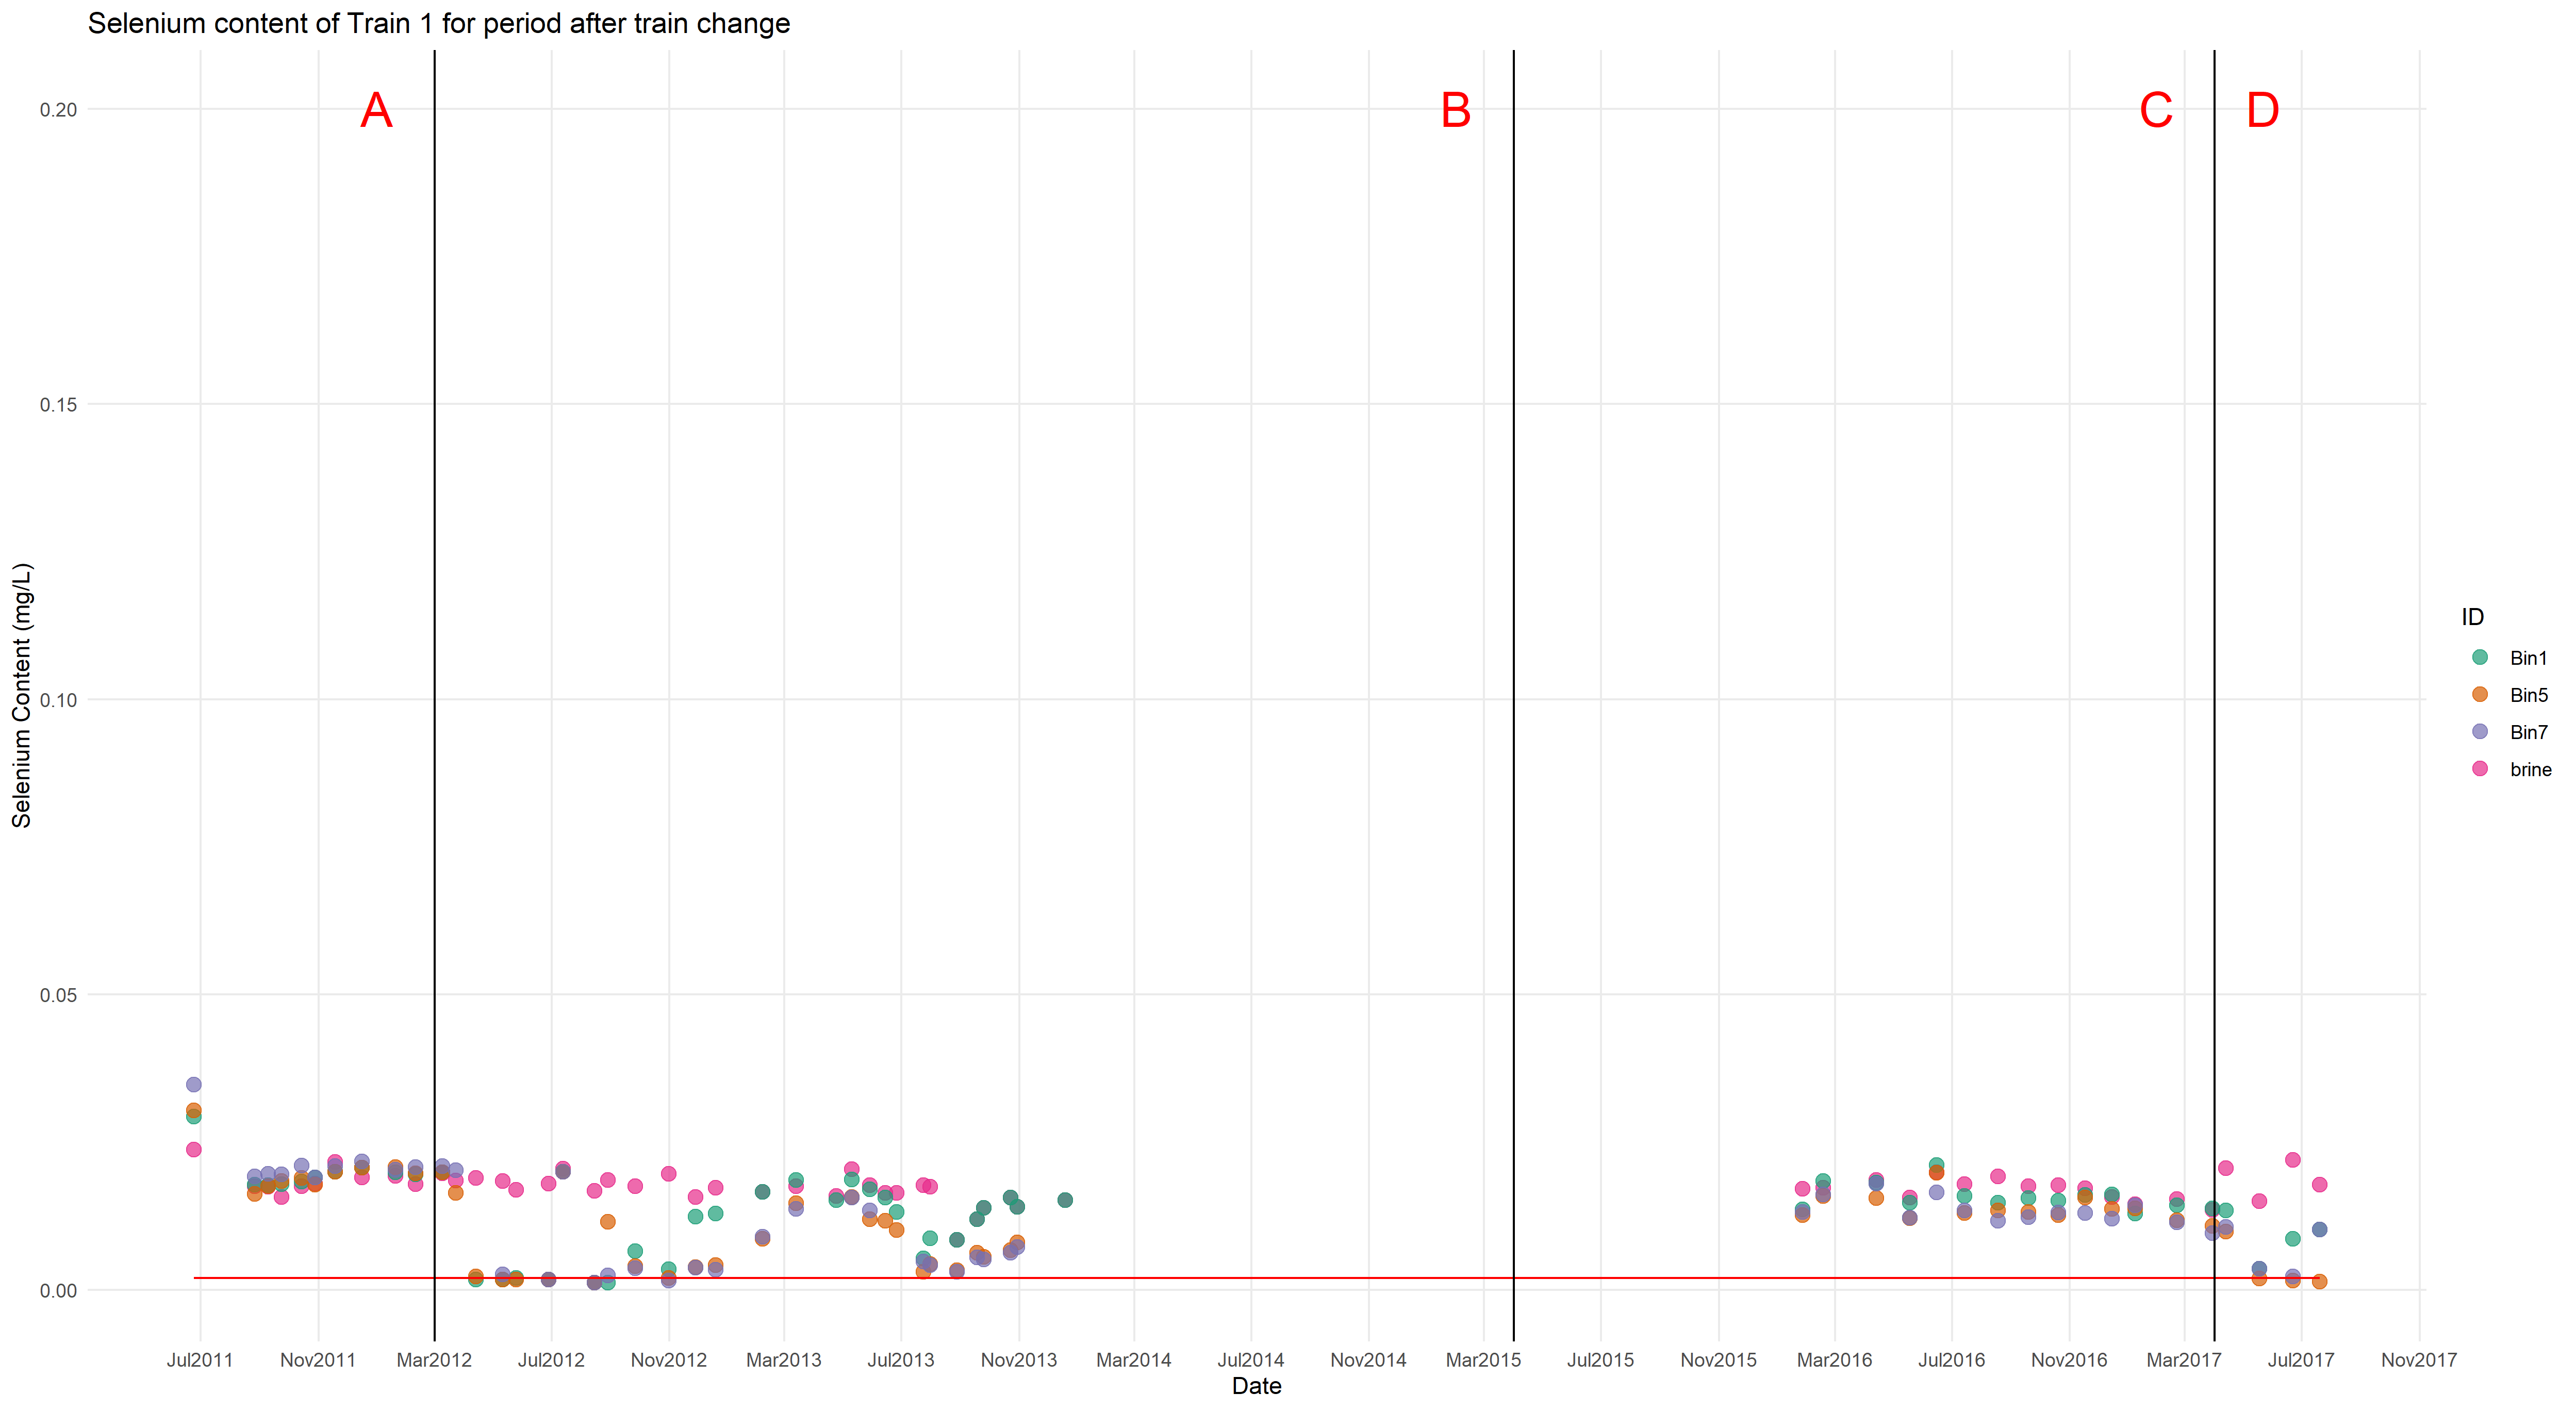 Selenium content of Train 1 for period after train change
A
B
C
D
0.20
0.15
0.10
0.05
0.00
Selenium Content (mg/L)
Jul2011
Nov2011
Mar2012
Jul2012
Nov2012
Mar2013
Jul2013
Nov2013
Mar2014
Jul2014
Nov2014
Mar2015
Jul2015
Nov2015
Mar2016
Jul2016
Nov2016
Mar2017
Jul2017
Nov2017
Date
ID
Bin1
Bin5
Bin7
brine